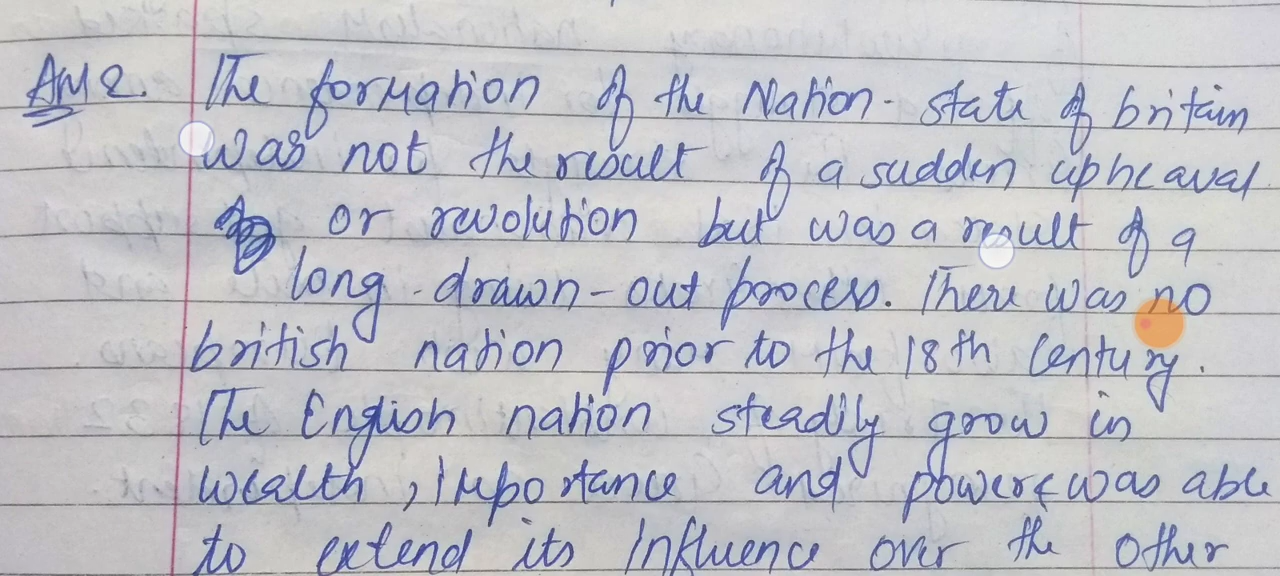 Ans 2. The formation of the Nation-state of britain
was not the result of a sudden upheaval
or revolution but was a result of a
long-drawn-out process. There was no
british nation prior to the 18th century.
The English nation steadily grow in
wealth, importance and power & was able
to extend its influence over the other